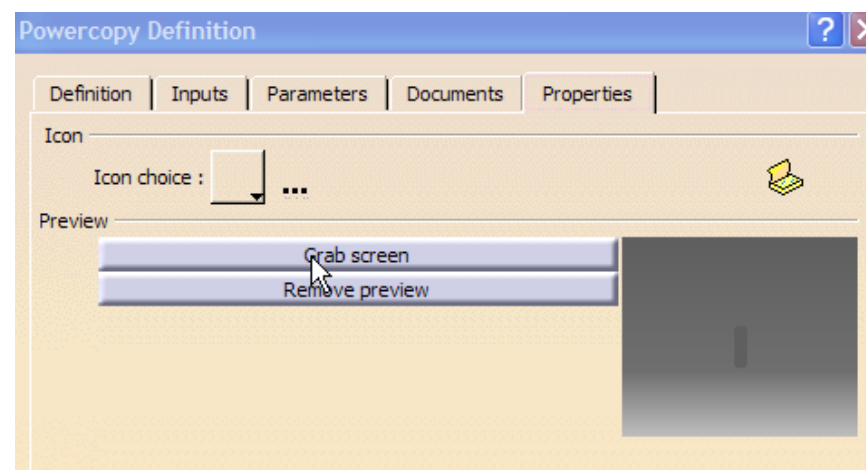 Powercopy Definition
Definition Inputs Parameters Documents Properties
Icon
Icon choice : ...
Preview
Grab screen
Remove preview